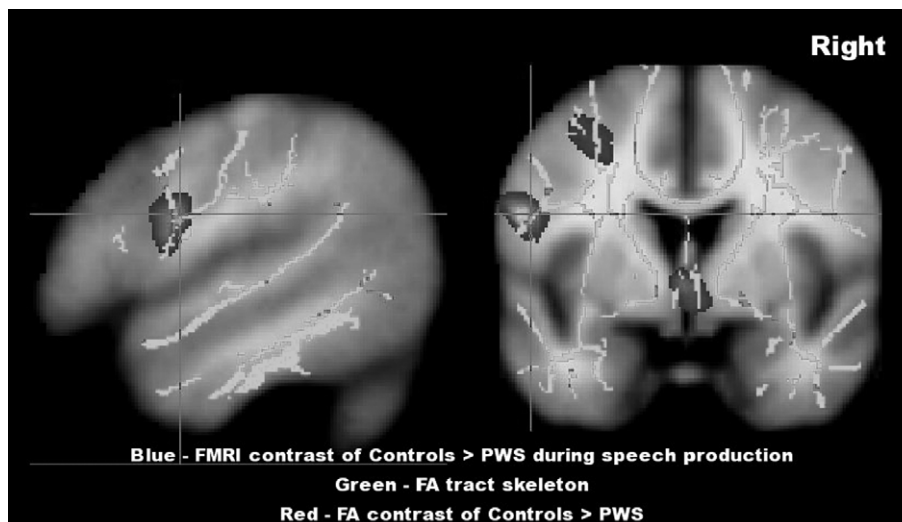 Right
Blue - FMRI contrast of Controls > PWS during speech production
Green - FA tract skeleton
Red - FA contrast of Controls > PWS